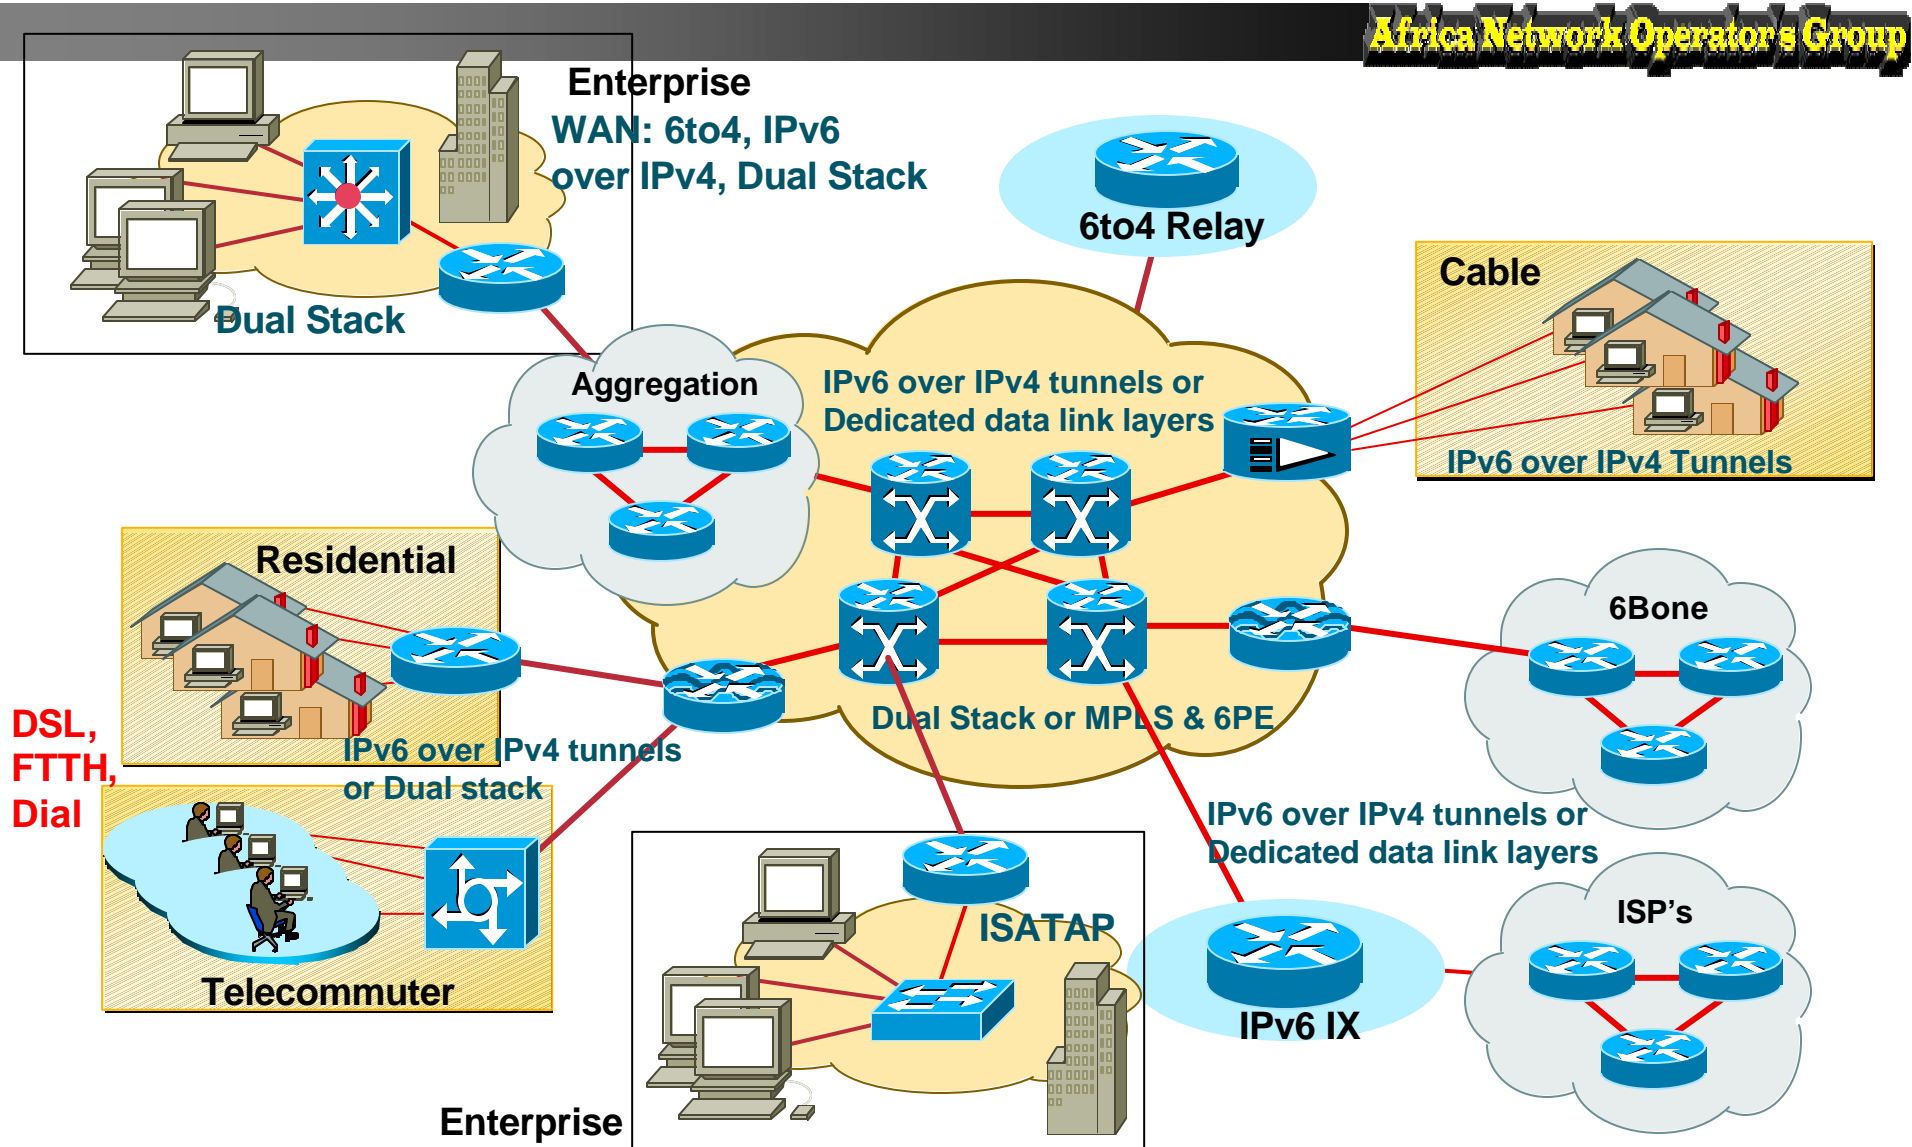 Africa Network Operator's Group
Enterprise
WAN: 6to4, IPv6
over IPv4, Dual Stack
Dual Stack
6to4 Relay
Cable
IPv6 over IPv4 Tunnels
Aggregation
IPv6 over IPv4 tunnels or
Dedicated data link layers
Residential
IPv6 over IPv4 tunnels
or Dual stack
DSL,
FTTH,
Dial
Telecommuter
Dual Stack or MPLS & 6PE
6Bone
IPv6 over IPv4 tunnels or
Dedicated data link layers
ISP's
ISATAP
IPv6 IX
Enterprise